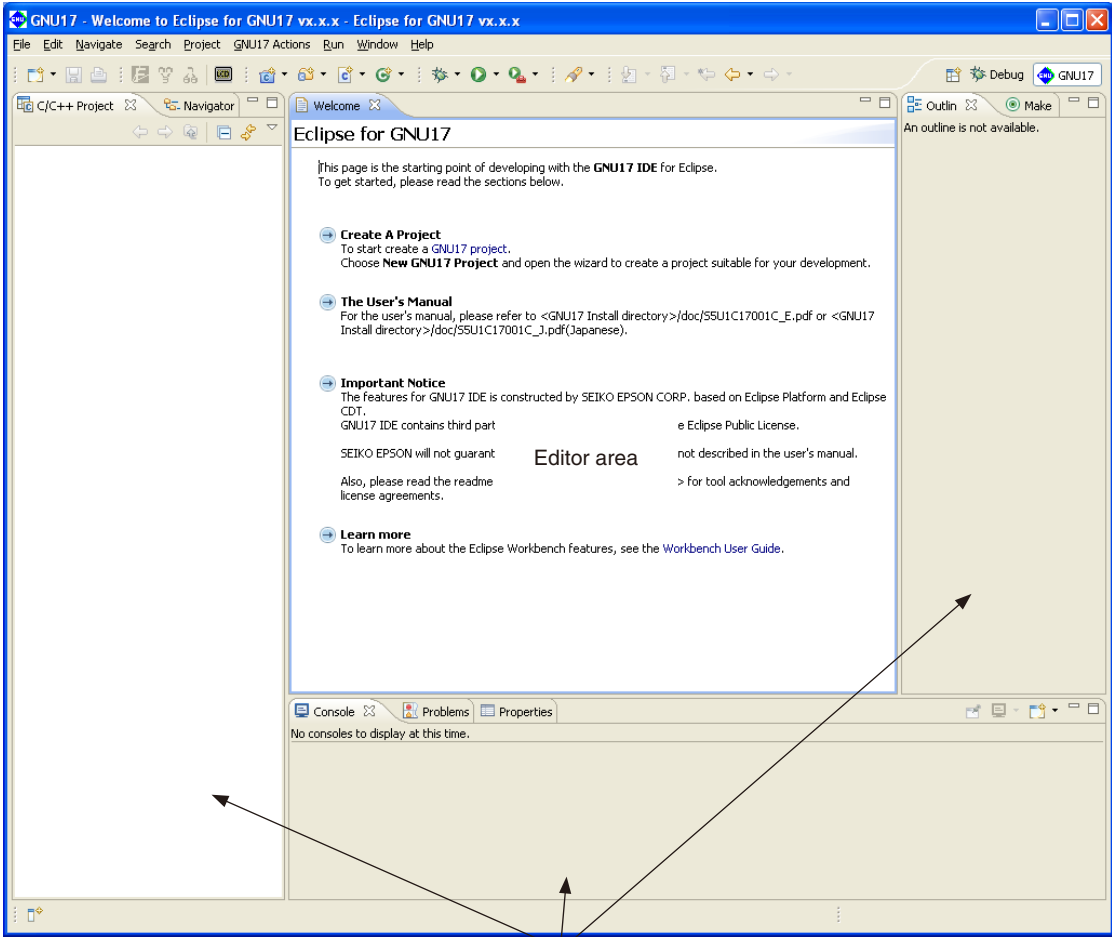 GNU17 - Welcome to Eclipse for GNU17 vx.x.x - Eclipse for GNU17 vx.x.x
File Edit Navigate Search Project GNU17 Actions Run Window Help
Debug GNU17
C/C++ Project Navigator
Welcome
Outlin Make
An outline is not available.
Eclipse for GNU17
This page is the starting point of developing with the GNU17 IDE for Eclipse.
To get started, please read the sections below.
Create A Project
To start create a GNU17 project.
Choose New GNU17 Project and open the wizard to create a project suitable for your development.
The User's Manual
For the user's manual, please refer to <GNU17 Install directory>/doc/S5U1C17001C_E.pdf or <GNU17
Install directory>/doc/S5U1C17001C_J.pdf(Japanese).
Important Notice
The features for GNU17 IDE is constructed by SEIKO EPSON CORP. based on Eclipse Platform and Eclipse
CDT.
GNU17 IDE contains third part e Eclipse Public License.
SEIKO EPSON will not guarant not described in the user's manual.
Editor area
Also, please read the readme > for tool acknowledgements and
license agreements.
Learn more
To learn more about the Eclipse Workbench features, see the Workbench User Guide.
Console Problems Properties
No consoles to display at this time.